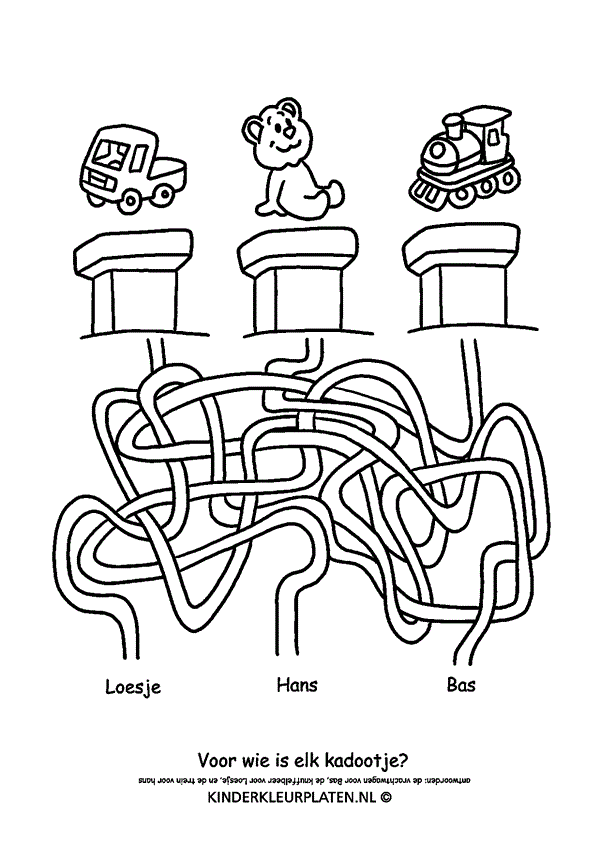 Loesje
Hans
Bas
Voor wie is elk kadootje?
antwoorden: de vrachtwagen voor Bas, de knuffelbeer voor Loesje, en de trein voor hans
KINDERKLEURPLATEN.NL ©